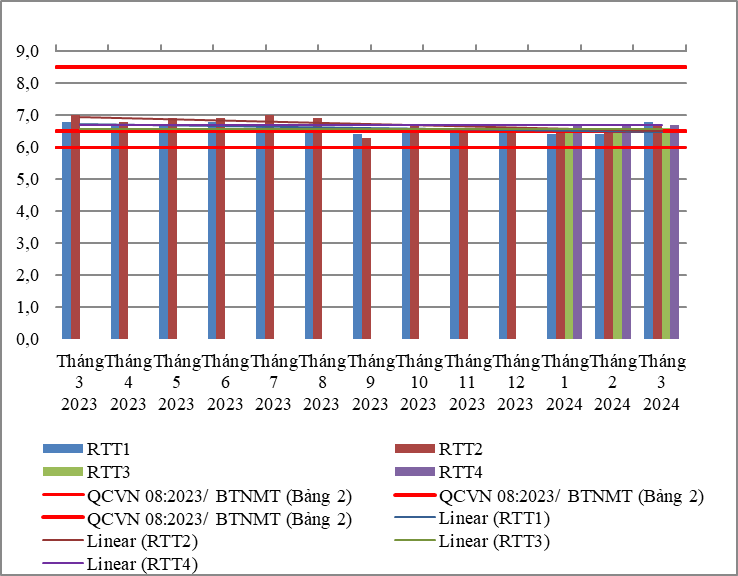 9,0
8,0
7,0
6,0
5,0
4,0
3,0
2,0
1,0
0,0
Tháng Tháng Tháng Tháng Tháng Tháng Tháng Tháng Tháng Tháng Tháng Tháng Tháng
3 4 5 6 7 8 9 10 11 12 1 2 3
2023 2023 2023 2023 2023 2023 2023 2023 2023 2023 2024 2024 2024
RTT1 RTT2
RTT3 RTT4
QCVN 08:2023/ BTNMT (Bảng 2) QCVN 08:2023/ BTNMT (Bảng 2)
QCVN 08:2023/ BTNMT (Bảng 2) Linear (RTT1)
Linear (RTT2) Linear (RTT3)
Linear (RTT4)